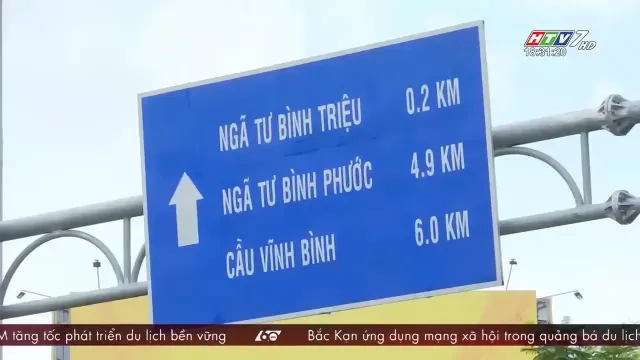 HTV7 HD
18:31:20
NGÃ TƯ BÌNH TRIỆU 0.2 KM
NGÃ TƯ BÌNH PHƯỚC 4.9 KM
CẦU VĨNH BÌNH 6.0 KM
M tăng tốc phát triển du lịch bền vững 60 Bắc Kạn ứng dụng mạng xã hội trong quảng bá du lịch